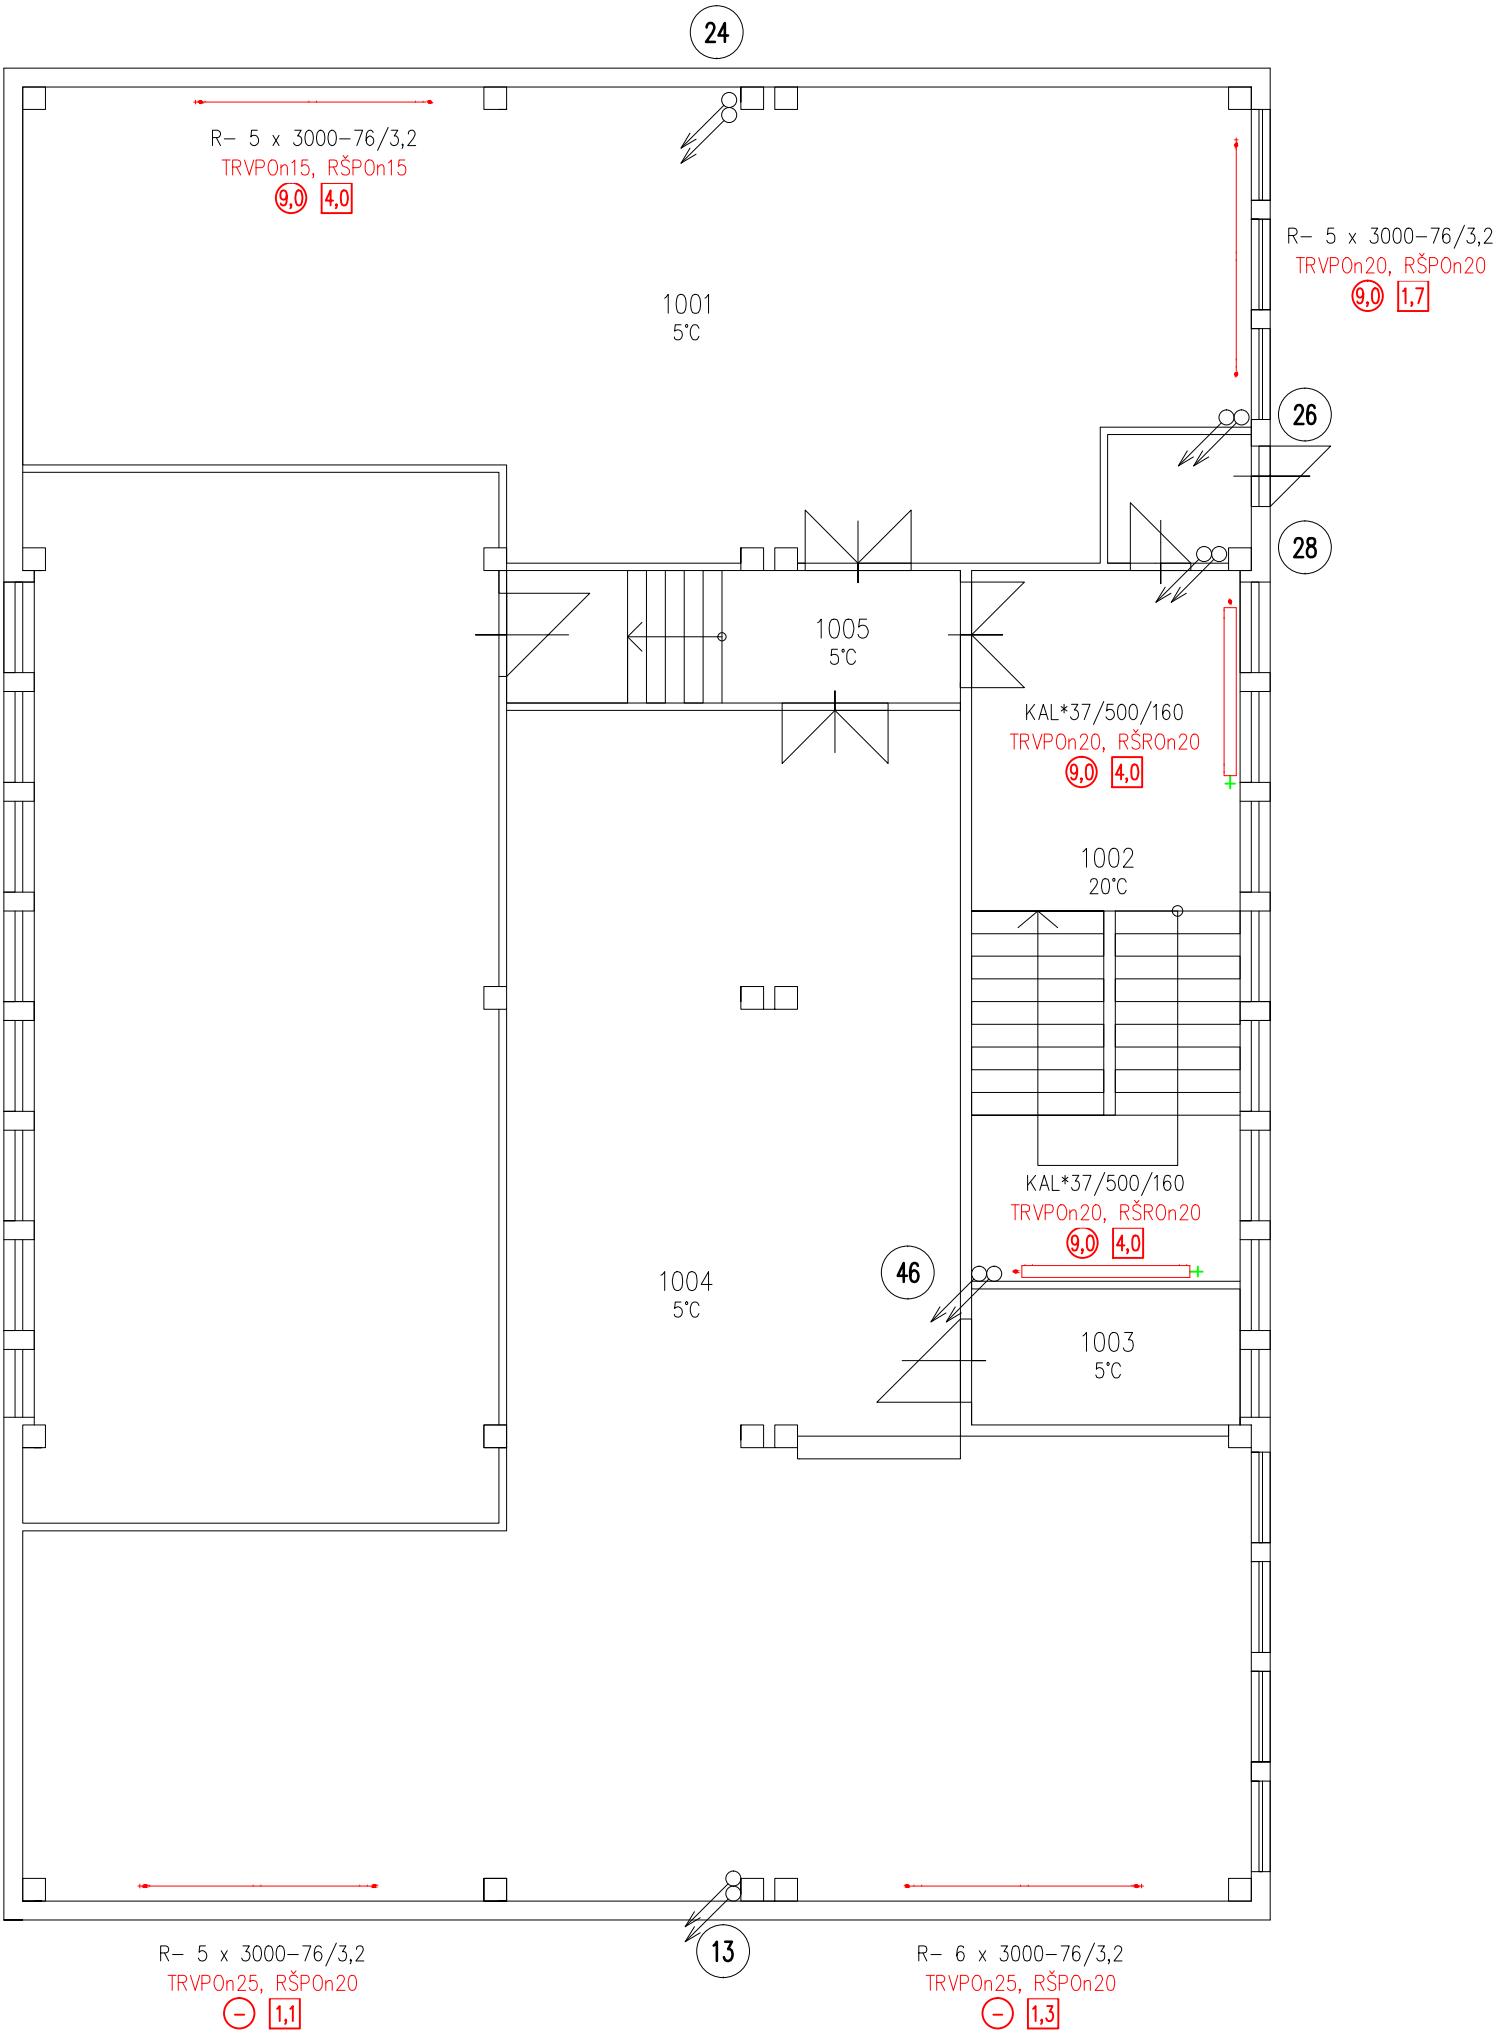 24
R- 5 x 3000-76/3,2
TRVPOn15, RŠPOn15
9,0 4,0
R- 5 x 3000-76/3,2
TRVPOn20, RŠPOn20
9,0 1,7
1001
5°C
26
28
1005
5°C
KAL*37/500/160
TRVPOn20, RŠROn20
9,0 4,0
1002
20°C
KAL*37/500/160
TRVPOn20, RŠROn20
9,0 4,0
46
1004
5°C
1003
5°C
13
R- 5 x 3000-76/3,2
TRVPOn25, RŠPOn20
- 1,1
R- 6 x 3000-76/3,2
TRVPOn25, RŠPOn20
- 1,3